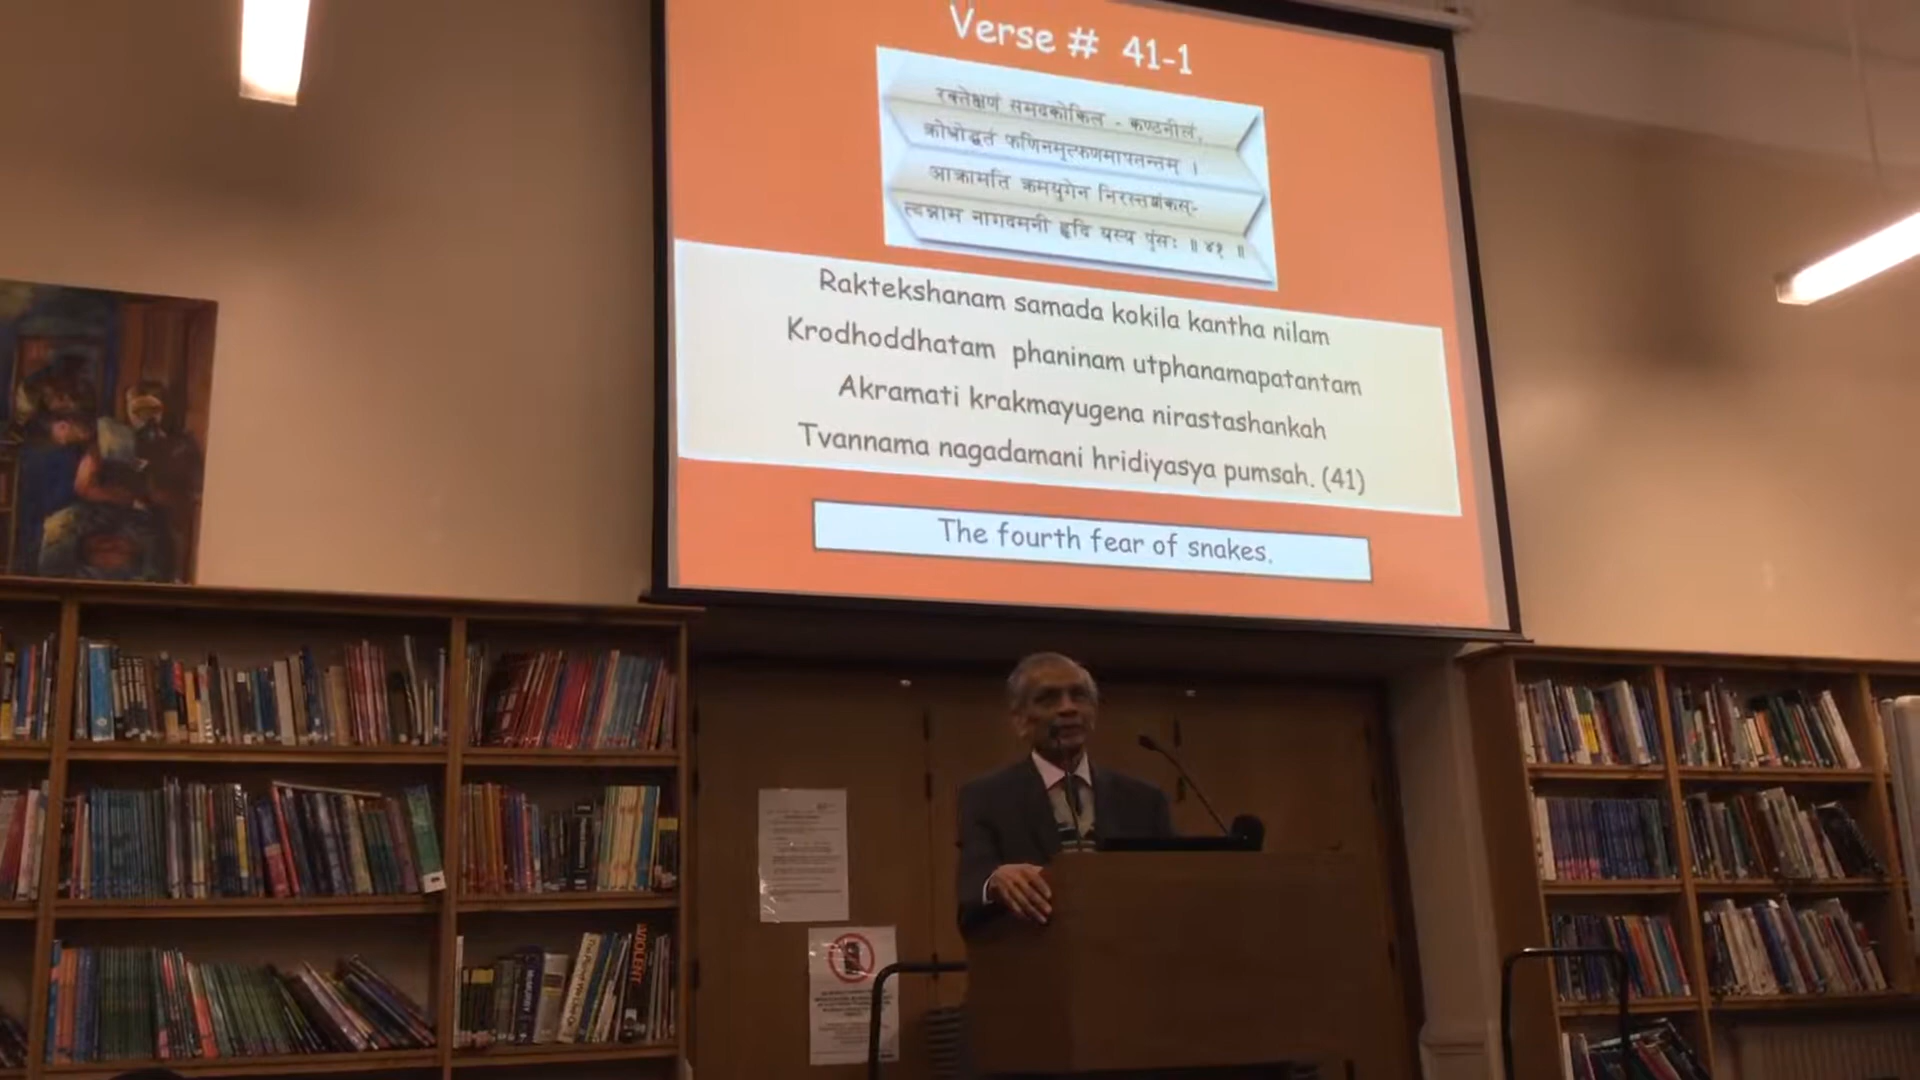 Verse # 41-1
रक्तेक्षणं समदकोकिल - कण्ठनीलं,
क्रोधोद्धतं फणिनमुत्फणमापतन्तम् ।
आक्रामति क्रमयुगेन निरस्तशंकस्-
त्वन्नाम नागदमनी हृदि यस्य पुंसः ॥ ४१ ॥
Raktekshanam samada kokila kantha nilam
Krodhoddhatam phaninam utphanamapatantam
Akramati krakmayugena nirastashankah
Tvannama nagadamani hridiyasya pumsah. (41)
The fourth fear of snakes.